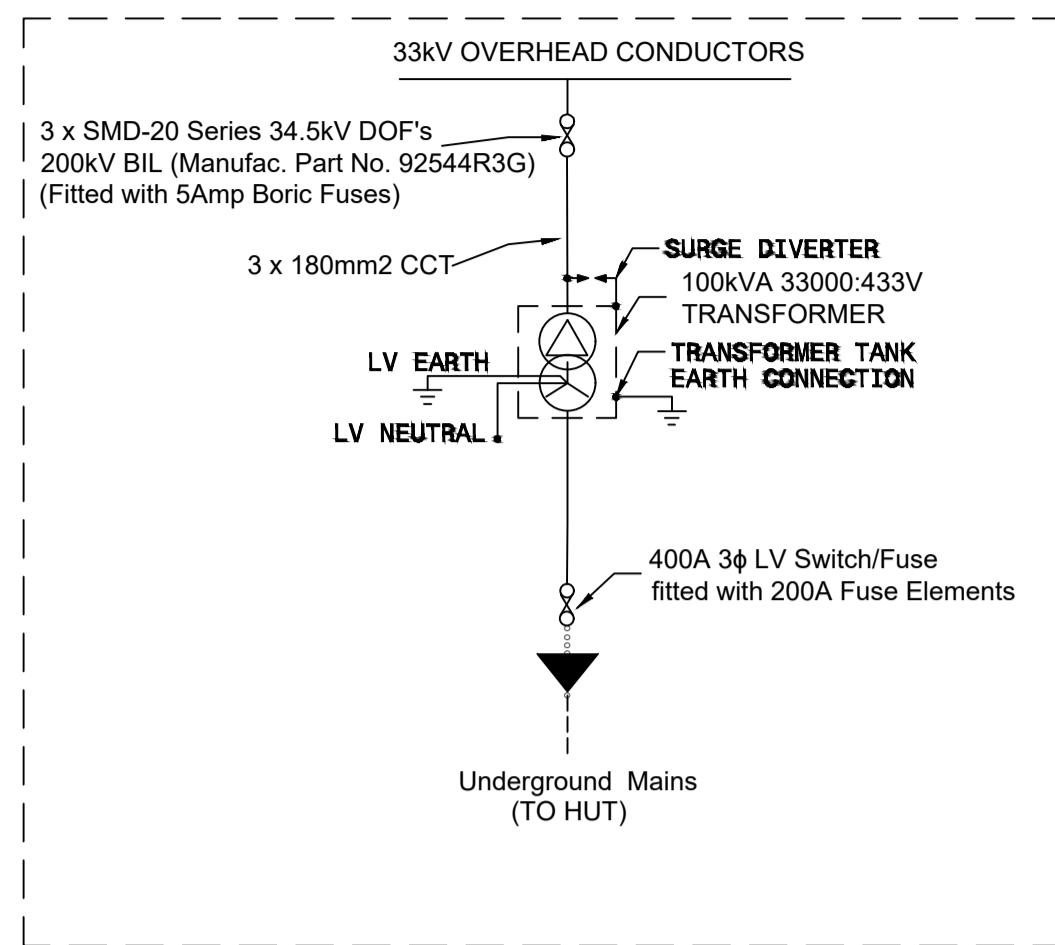 33kV OVERHEAD CONDUCTORS
3 x SMD-20 Series 34.5kV DOF's
200kV BIL (Manufac. Part No. 92544R3G)
(Fitted with 5Amp Boric Fuses)
3 x 180mm2 CCT
SURGE DIVERTER
100kVA 33000:433V
TRANSFORMER
LV EARTH
TRANSFORMER TANK
EARTH CONNECTION
LV NEUTRAL
400A 3ϕ LV Switch/Fuse
fitted with 200A Fuse Elements
Underground Mains
(TO HUT)